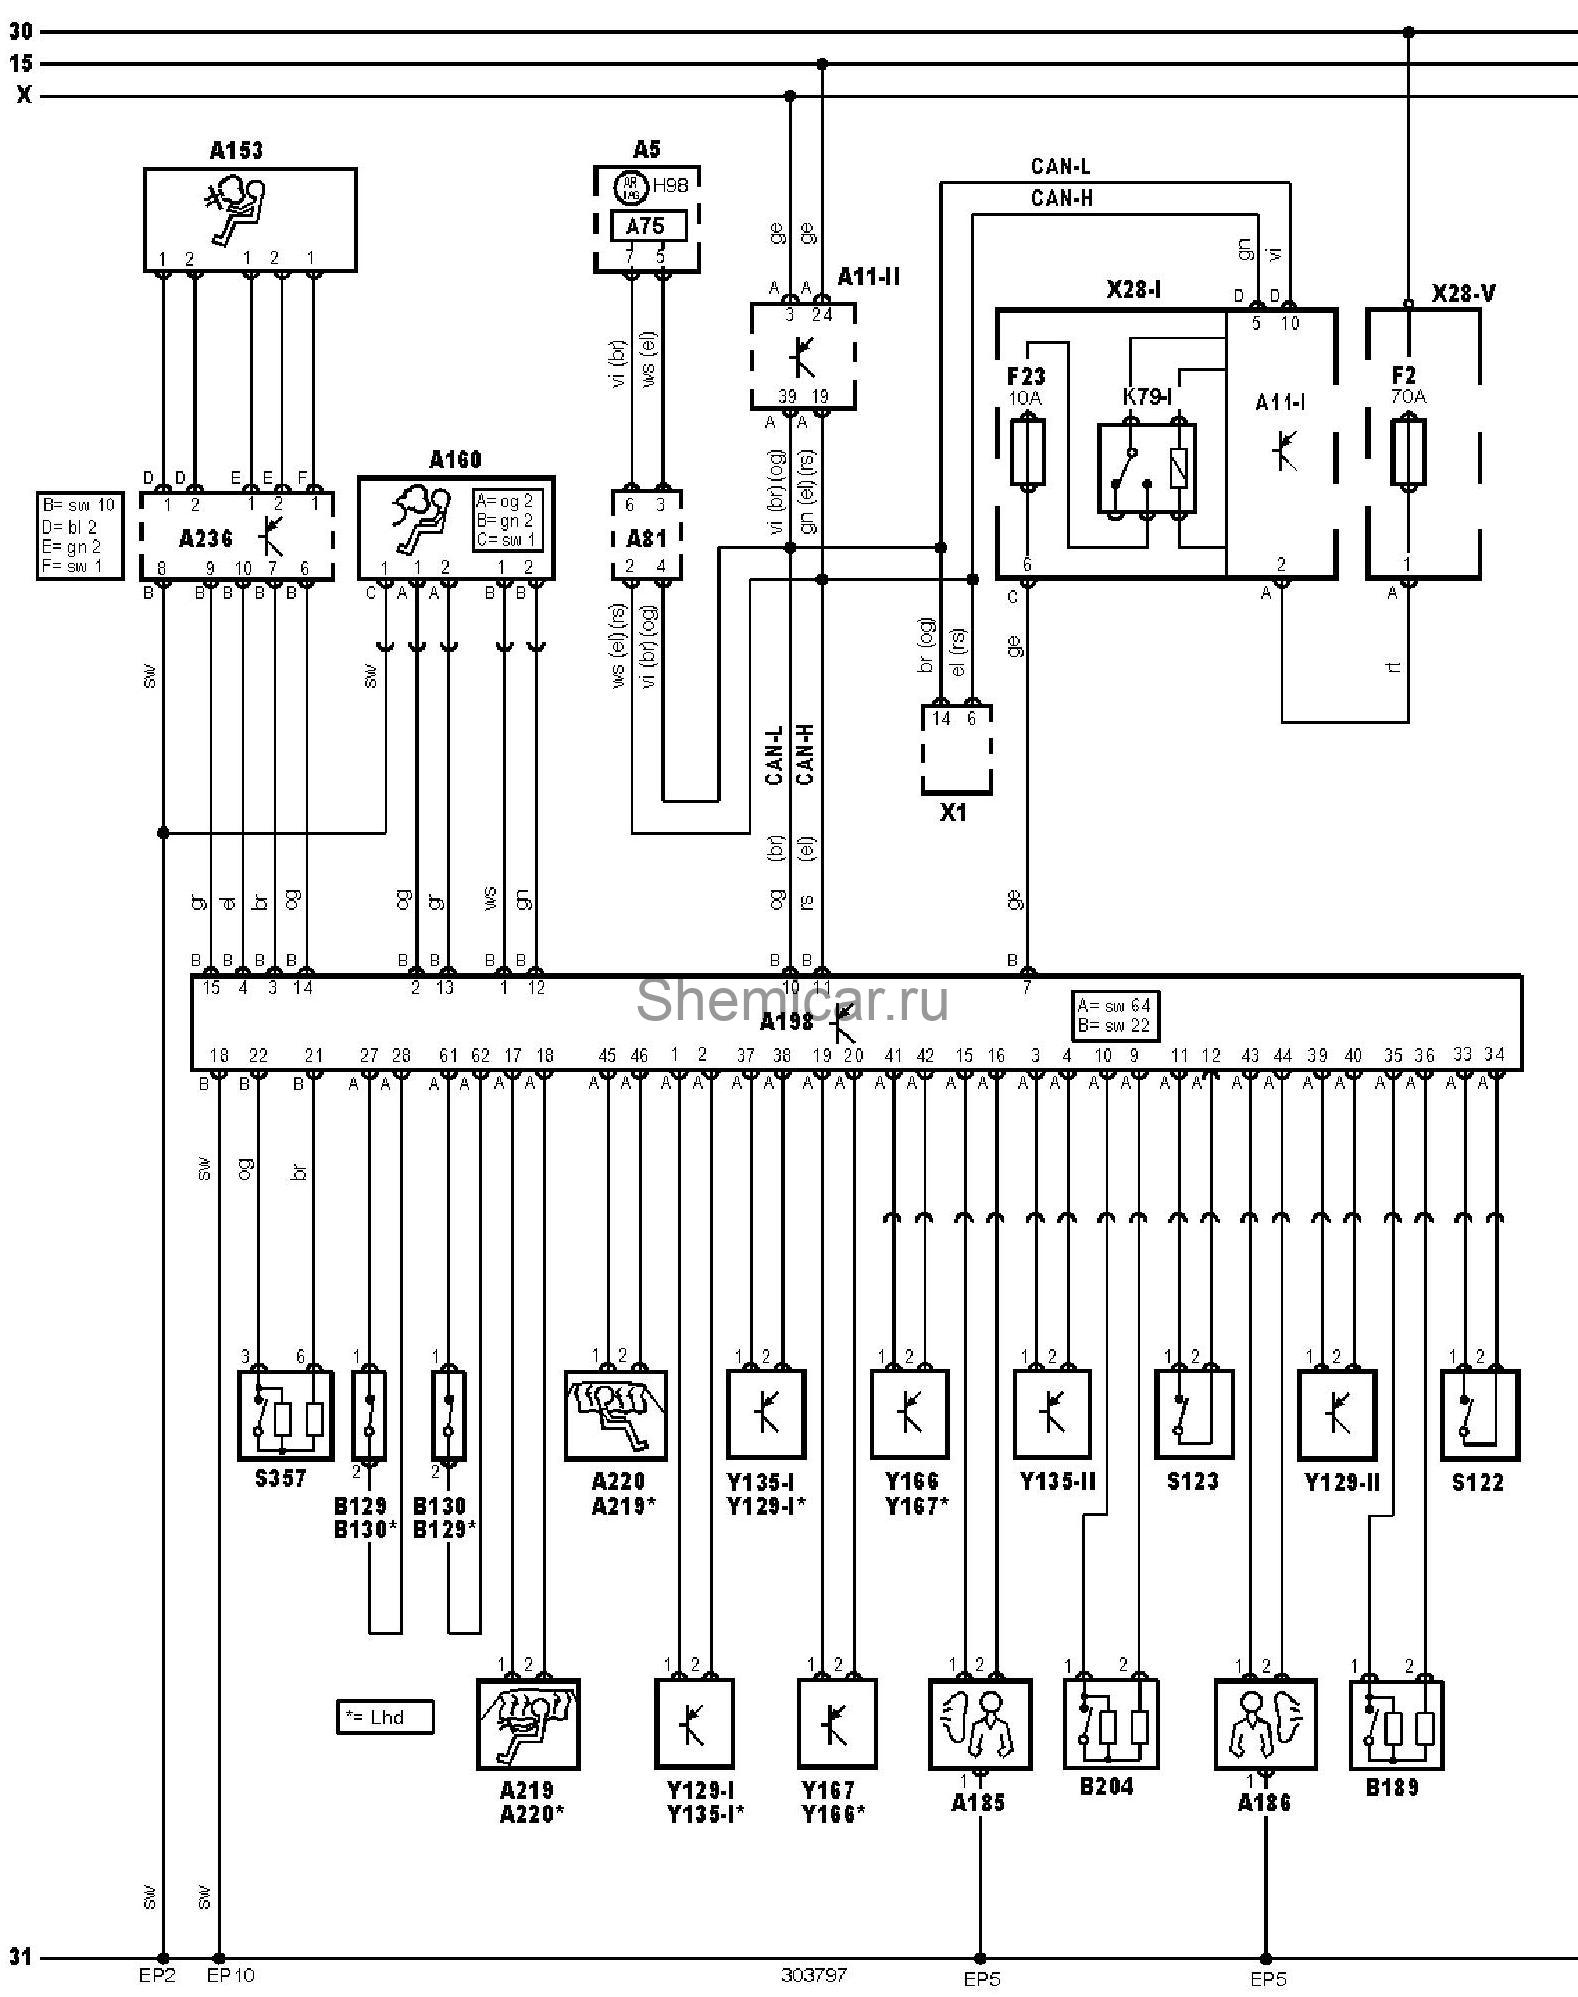 30
15
X
A153
A5
CAN-L
CAN-H
AR
BAG
H98
A75
1 2 1 2 1
7 5
ge ge
gn vi
A11-II
X28-I
X28-V
A A
D D
3 24
5 10
vi (br)
ws (el)
F23
10A
K79-I
A11-I
F2
70A
39 19
A A
A160
D D E E F
B= sw 10
D= bl 2
E= gn 2
F= sw 1
1 2 1 2 1
A236
8 9 10 7 6
B B B B B
A= og 2
B= gn 2
C= sw 1
1 1 2 1 2
C A A B B
6 3
A81
2 4
vi (br) (og)
gn (el) (rs)
6
C
2
A
1
A
sw
sw
ws (el) (rs)
vi (br) (og)
br (og)
el (rs)
ge
rt
14 6
X1
CAN-L
CAN-H
(br)
(el)
gr el br og
og gr ws gn
og rs
ge
B B B B B B B B B B B
15 4 3 14 2 13 1 12 10 11 7
Shemicar.ru
A198
A= sw 64
B= sw 22
18 22 21 27 28 61 62 17 18 45 46 1 2 37 38 19 20 41 42 15 16 3 4 10 9 11 12 43 44 39 40 35 36 33 34
B B B A A A A A A A A A A A A A A A A A A A A A A A A A A A A A A A A
sw og br
3 6 1 1 1 2 1 2 1 2 1 2 1 2 1 2 1 2
2 2
S357
B129
B130*
B130
B129*
A220
A219*
Y135-I
Y129-I*
Y166
Y167*
Y135-II
S123
Y129-II
S122
1 2 1 2 1 2 1 2 1 2 1 2 1 2
*= Lhd
1 1
A219
A220*
Y129-I
Y135-I*
Y167
Y166*
A185
B204
A186
B189
sw sw
31
EP2 EP10 303797 EP5 EP5